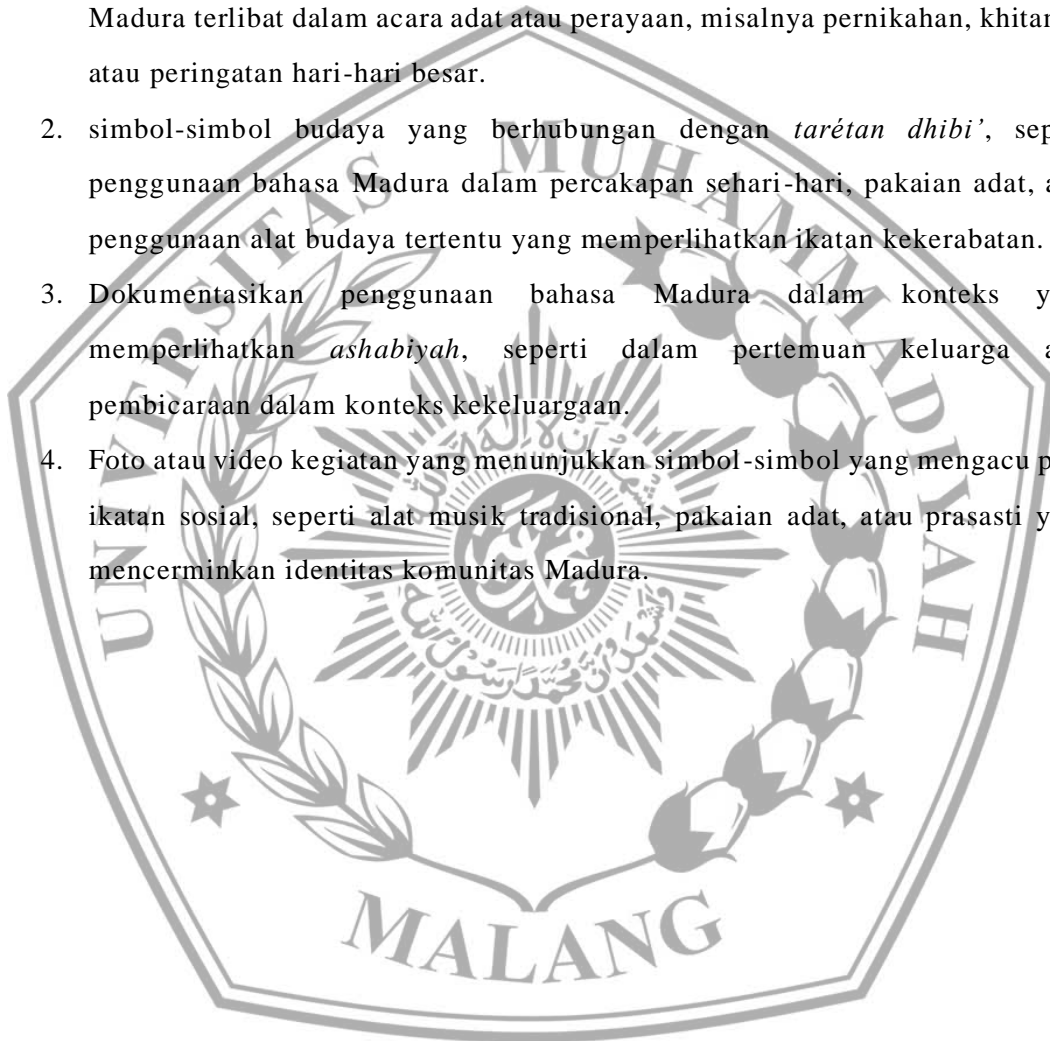 Madura terlibat dalam acara adat atau perayaan, misalnya pernikahan, khitan
atau peringatan hari-hari besar.
2. simbol-simbol budaya yang berhubungan dengan tarétan dhibi’, sep
penggunaan bahasa Madura dalam percakapan sehari-hari, pakaian adat, a
penggunaan alat budaya tertentu yang memperlihatkan ikatan kekerabatan.
3. Dokumentasikan penggunaan bahasa Madura dalam konteks y
memperlihatkan ashabiyah, seperti dalam pertemuan keluarga a
pembicaraan dalam konteks kekeluargaan.
4. Foto atau video kegiatan yang menunjukkan simbol-simbol yang mengacu p
ikatan sosial, seperti alat musik tradisional, pakaian adat, atau prasasti y
mencerminkan identitas komunitas Madura.
UNIVERSITAS MUHAMMADIYAH
MALANG